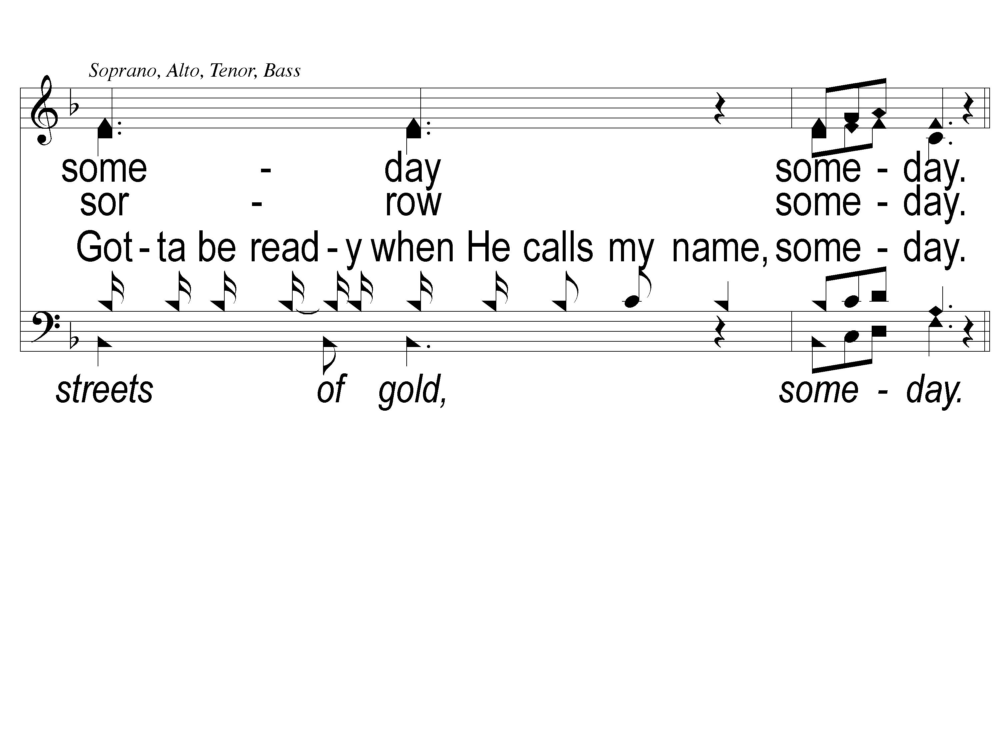 Soprano, Alto, Tenor, Bass
some - day some - day.
sor - row some - day.
Got - ta be read - y when He calls my name, some - day.
streets of gold, some - day.